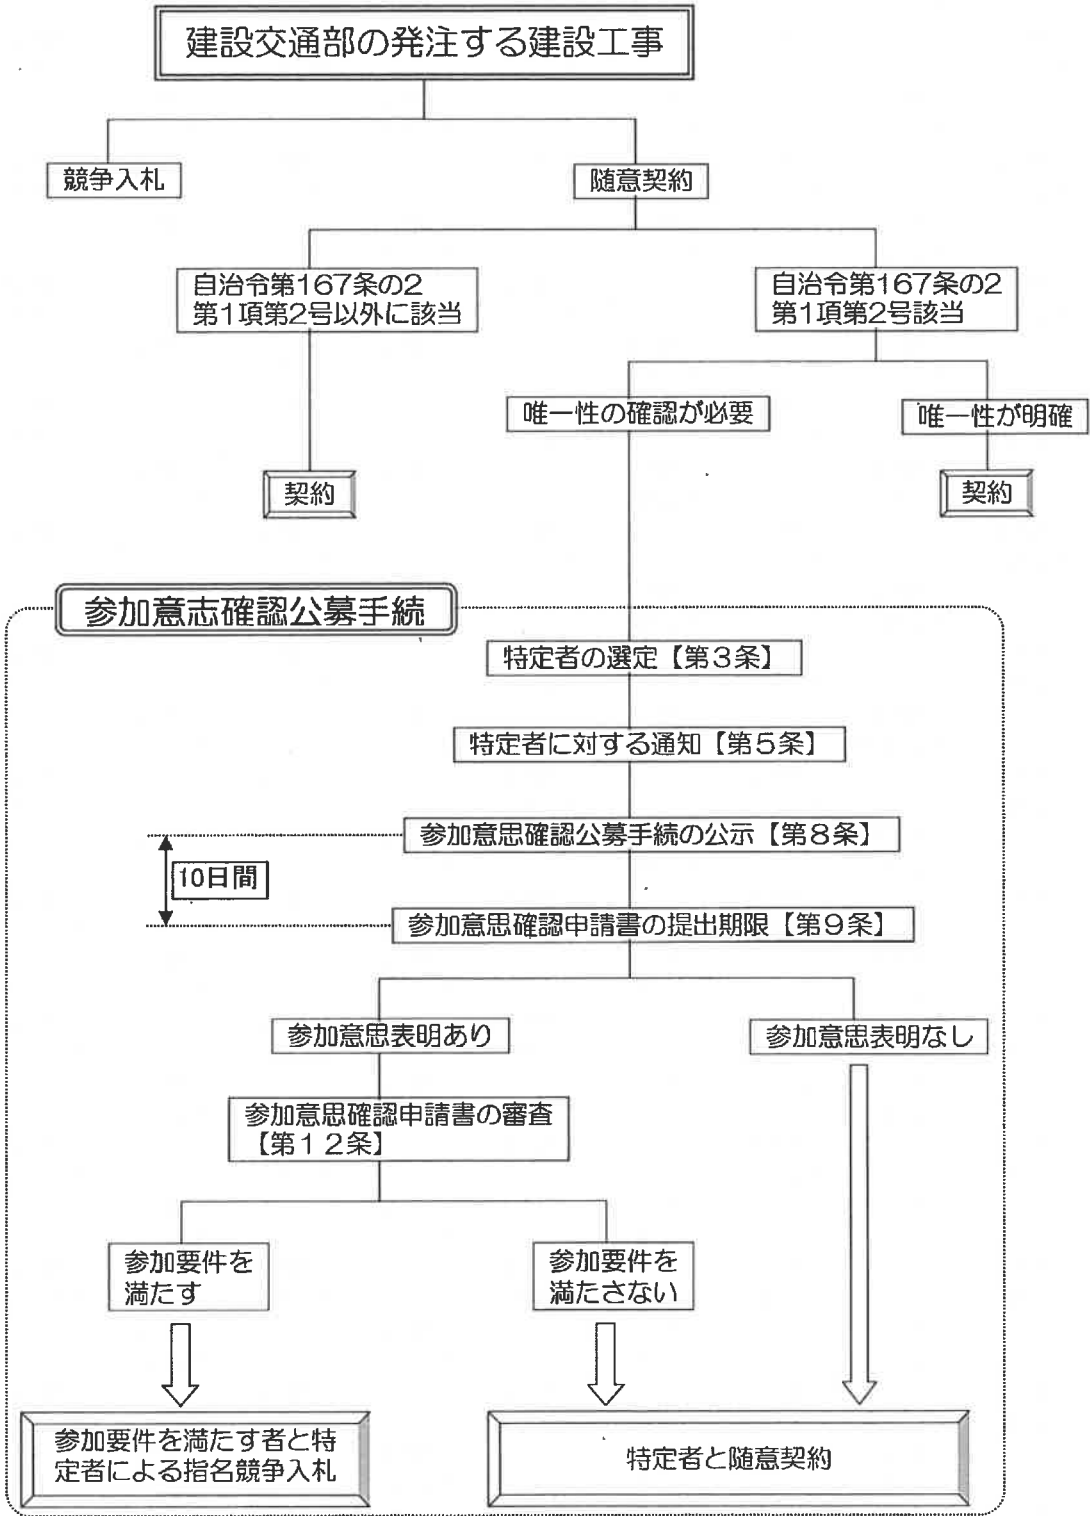 建設交通部の発注する建設工事
競争入札
随意契約
自治令第167条の2
第1項第2号以外に該当
自治令第167条の2
第1項第2号該当
唯一性の確認が必要
唯一性が明確
契約
契約
参加意志確認公募手続
特定者の選定【第3条】
特定者に対する通知【第5条】
参加意思確認公募手続の公示【第8条】
10日間
参加意思確認申請書の提出期限【第9条】
参加意思表明あり
参加意思表明なし
参加意思確認申請書の審査
【第12条】
参加要件を
満たす
参加要件を
満たさない
参加要件を満たす者と特
定者による指名競争入札
特定者と随意契約